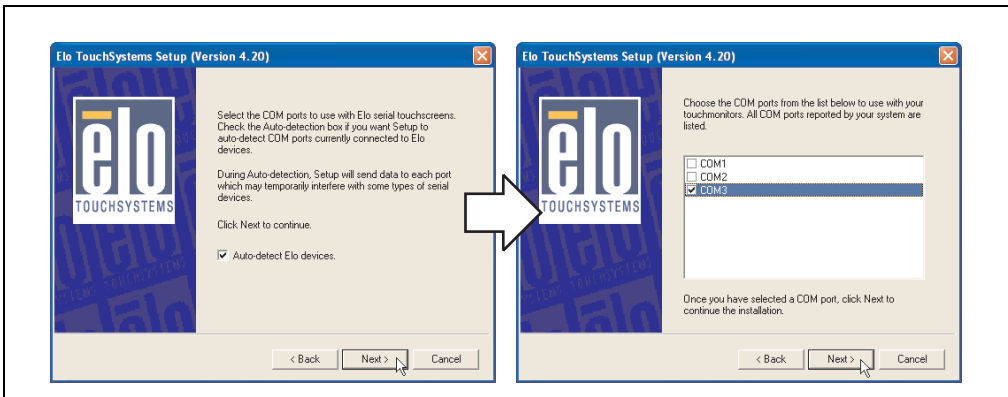 Elo TouchSystems Setup (Version 4.20)
elo
TOUCHSYSTEMS
Select the COM ports to use with Elo serial touchscreens.
Check the Auto-detection box if you want Setup to
auto-detect COM ports currently connected to Elo
devices.
During Auto-detection, Setup will send data to each port
which may temporarily interfere with some types of serial
devices.
Click Next to continue.
Auto-detect Elo devices.
< Back
Next >
Cancel
Elo TouchSystems Setup (Version 4.20)
ēlo
TOUCHSYSTEMS
Choose the COM ports from the list below to use with your
touchmonitors. All COM ports reported by your system are
listed.
COM1
COM2
COM3
Once you have selected a COM port, click Next to
continue the installation.
< Back
Next >
Cancel